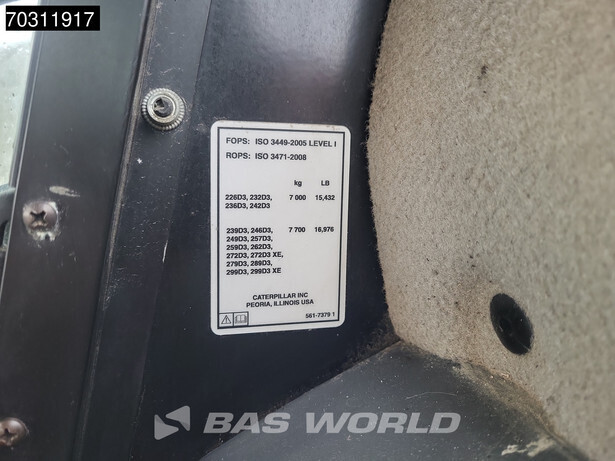 70311917
FOPS: ISO 3449-2005 LEVEL I
ROPS: ISO 3471-2008
kg LB
226D3, 232D3, 7 000 15,432
236D3, 242D3
239D3, 246D3, 7 700 16,976
249D3, 257D3,
259D3, 262D3,
272D3, 272D3 XE,
279D3, 289D3,
299D3, 299D3 XE
CATERPILLAR INC
PEORIA, ILLINOIS USA
561-7379 1
BAS WORLD